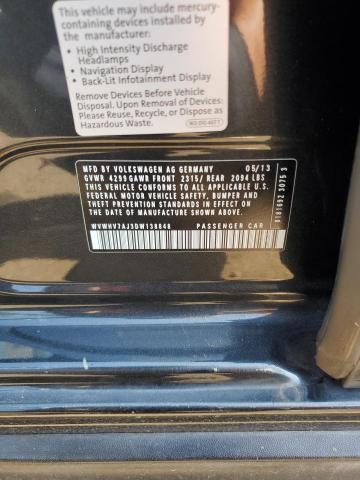 This vehicle may include mercury-
containing devices installed by
the manufacturer:
• High Intensity Discharge
Headlamps
• Navigation Display
• Back-Lit Infotainment Display
Remove Devices Before Vehicle
Disposal. Upon Removal of Devices
Please Reuse, Recycle, or Dispose as
Hazardous Waste.
MFD BY VOLKSWAGEN AG GERMANY 05/13
GVWR 4299GAWR FRONT 2315/ REAR 2094 LBS
THIS VEHICLE CONFORMS TO ALL APPLICABLE U.S.
FEDERAL MOTOR VEHICLE SAFETY, BUMPER AND
THEFT PREVENTION STANDARDS IN EFFECT ON
THE DATE OF MANUFACTURE SHOWN ABOVE.
WVWHV7AJ3DW138848 PASSENGER CAR